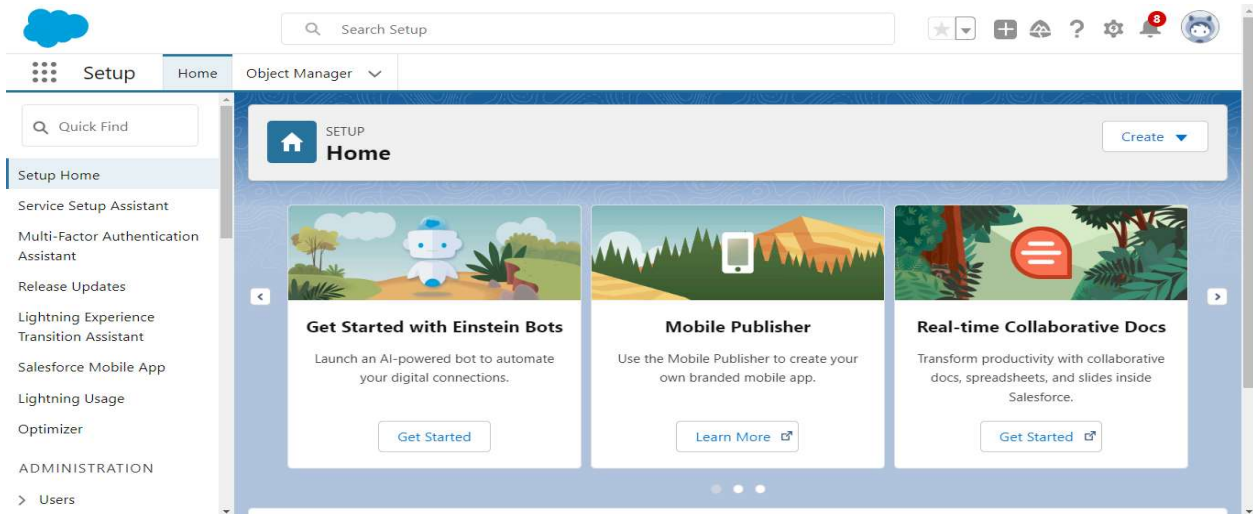 Search Setup
8
Setup
Home
Object Manager
Quick Find
Setup Home
Service Setup Assistant
Multi-Factor Authentication
Assistant
Release Updates
Lightning Experience
Transition Assistant
Salesforce Mobile App
Lightning Usage
Optimizer
ADMINISTRATION
Users
SETUP
Home
Create
Get Started with Einstein Bots
Launch an AI-powered bot to automate
your digital connections.
Get Started
Mobile Publisher
Use the Mobile Publisher to create your
own branded mobile app.
Learn More
Real-time Collaborative Docs
Transform productivity with collaborative
docs, spreadsheets, and slides inside
Salesforce.
Get Started